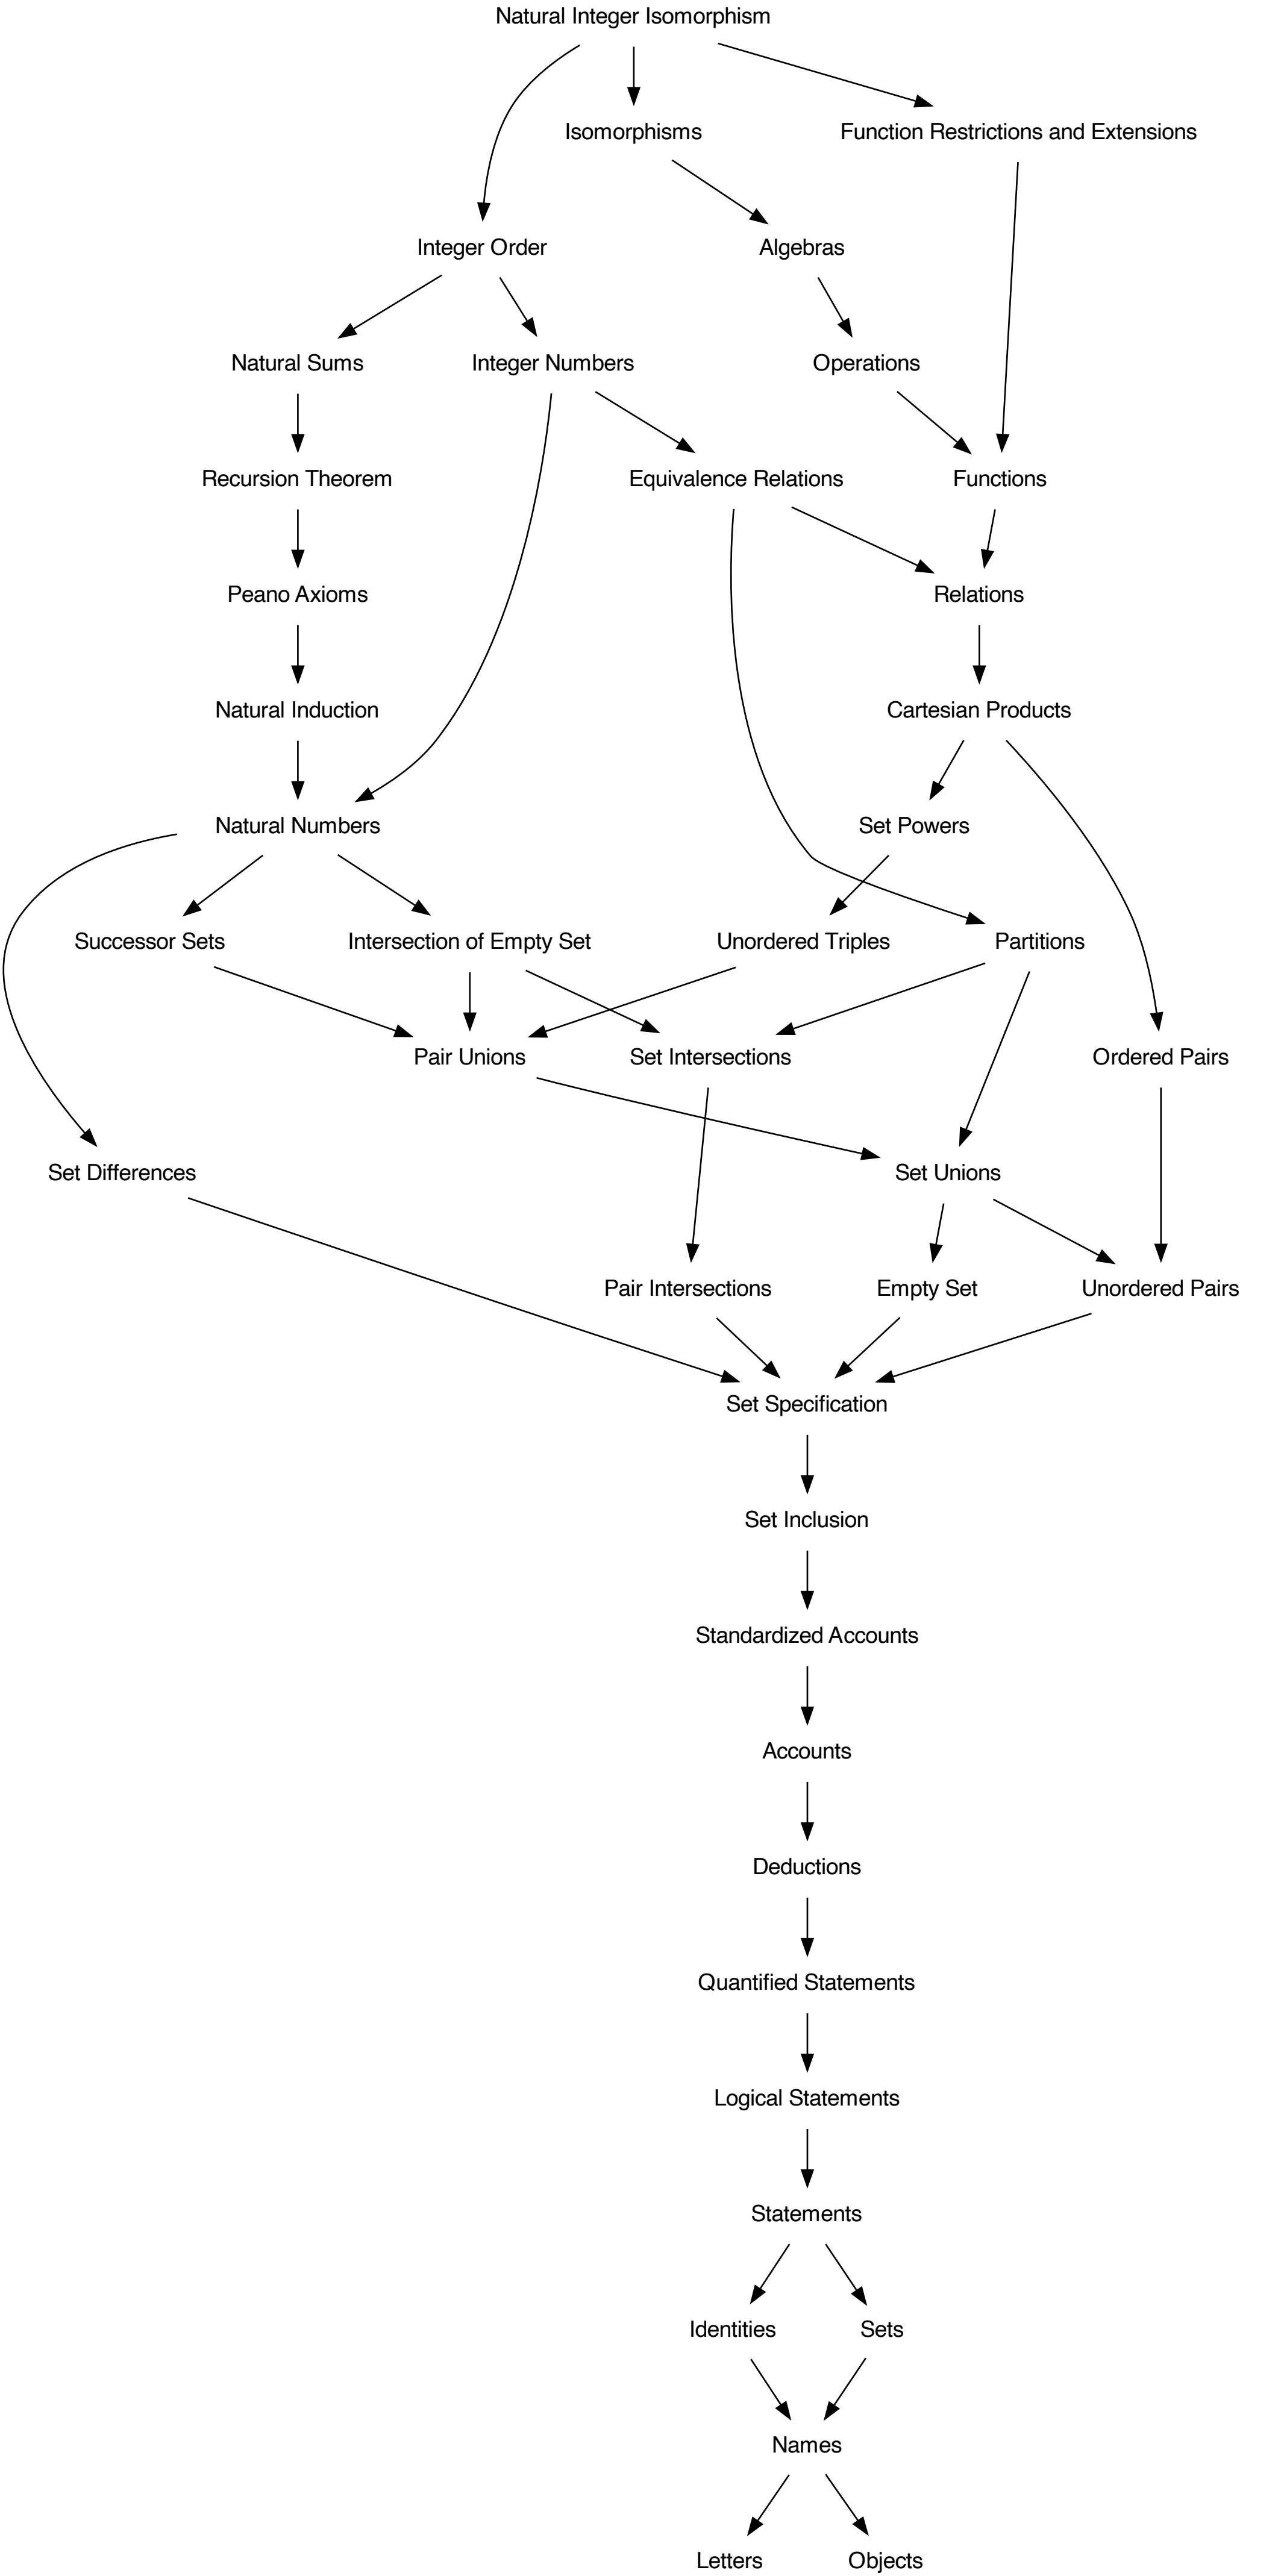 Natural Integer Isomorphism
Isomorphisms
Function Restrictions and Extensions
Integer Order
Algebras
Natural Sums
Integer Numbers
Operations
Recursion Theorem
Equivalence Relations
Functions
Peano Axioms
Relations
Natural Induction
Cartesian Products
Natural Numbers
Set Powers
Successor Sets
Intersection of Empty Set
Unordered Triples
Partitions
Pair Unions
Set Intersections
Ordered Pairs
Set Differences
Set Unions
Pair Intersections
Empty Set
Unordered Pairs
Set Specification
Set Inclusion
Standardized Accounts
Accounts
Deductions
Quantified Statements
Logical Statements
Statements
Identities
Sets
Names
Letters
Objects